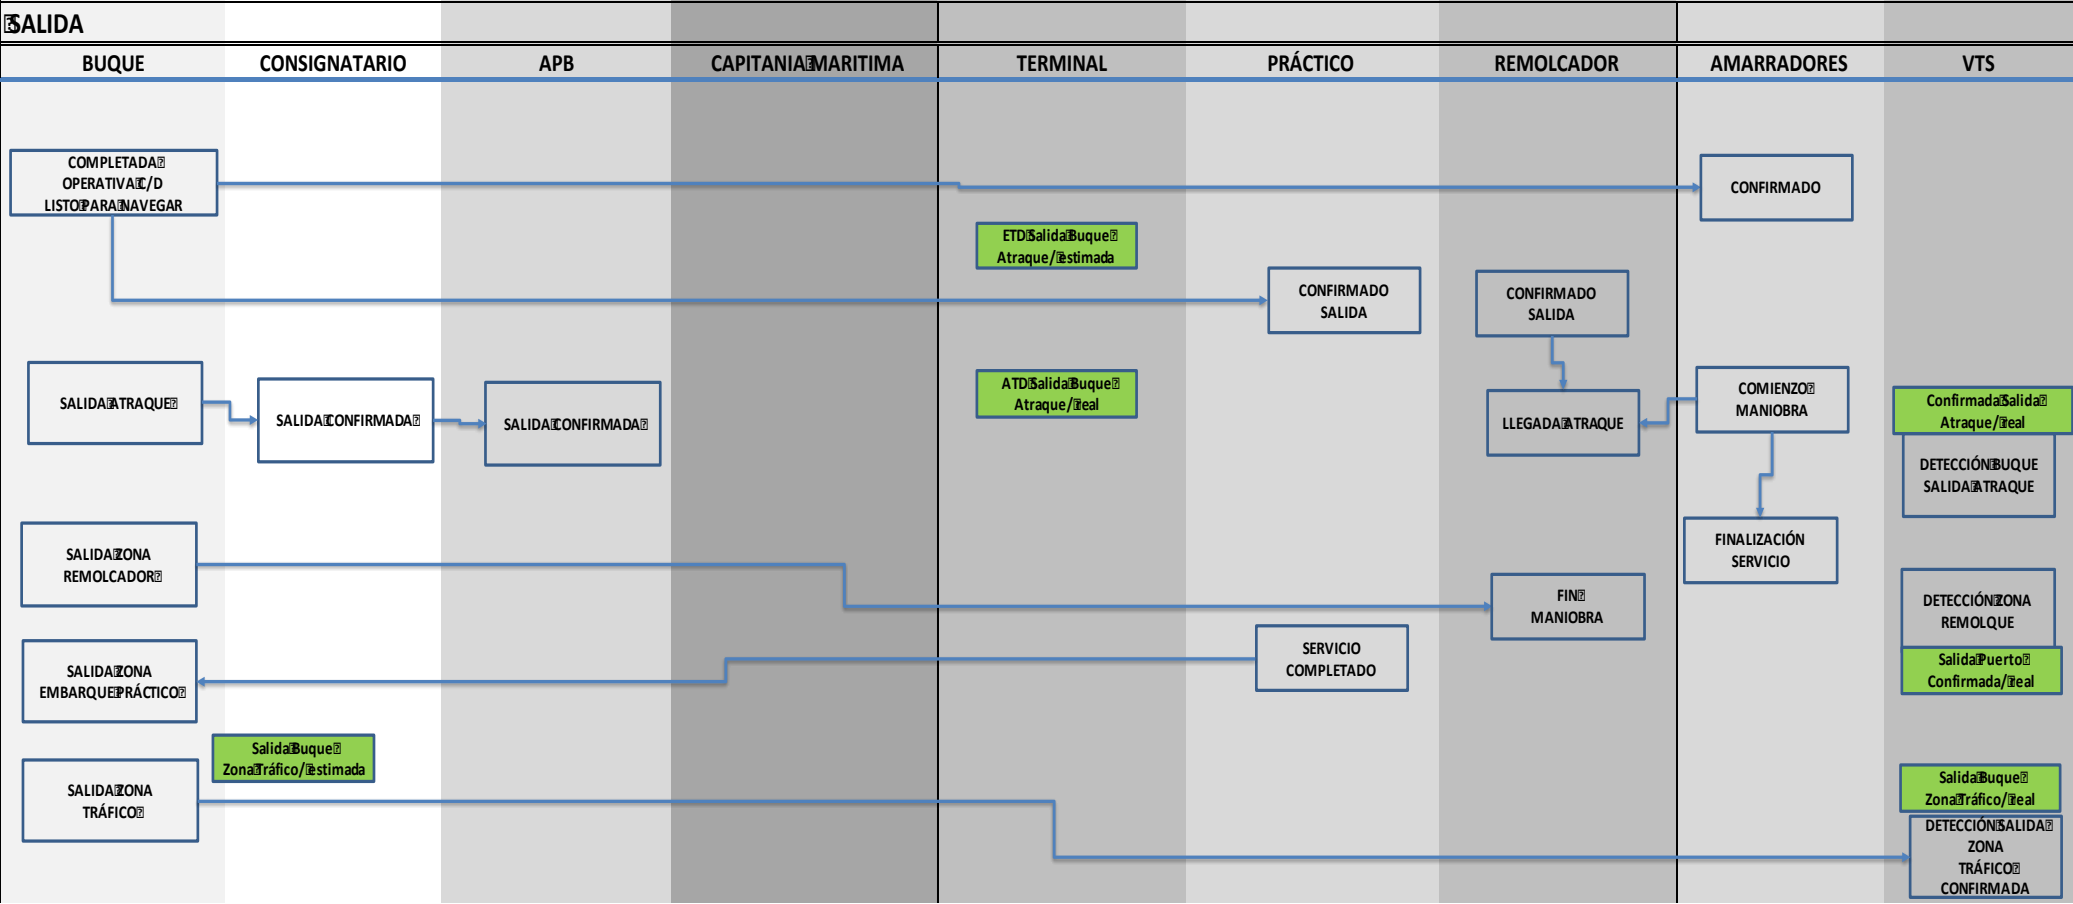 SALIDA
BUQUE CONSIGNATARIO APB CAPITANIA MARITIMA TERMINAL PRÁCTICO REMOLCADOR AMARRADORES VTS
COMPLETADA
OPERATIVA C/D
LISTO PARA NAVEGAR
CONFIRMADO
ETD Salida Buque
Atraque/ estimada
CONFIRMADO
SALIDA
CONFIRMADO
SALIDA
SALIDA ATRAQUE
SALIDA CONFIRMADA
SALIDA CONFIRMADA
ATD Salida Buque
Atraque/ real
LLEGADA ATRAQUE
COMIENZO
MANIOBRA
Confirmada Salida
Atraque/ real
DETECCIÓN BUQUE
SALIDA ATRAQUE
SALIDA ZONA
REMOLCADOR
FINALIZACIÓN
SERVICIO
FIN
MANIOBRA
DETECCIÓN ZONA
REMOLQUE
SALIDA ZONA
EMBARQUE PRÁCTICO
SERVICIO
COMPLETADO
Salida Puerto
Confirmada/ real
Salida Buque
Zona Tráfico/ estimada
SALIDA ZONA
TRÁFICO
Salida Buque
Zona Tráfico/ real
DETECCIÓN SALIDA
ZONA
TRÁFICO
CONFIRMADA